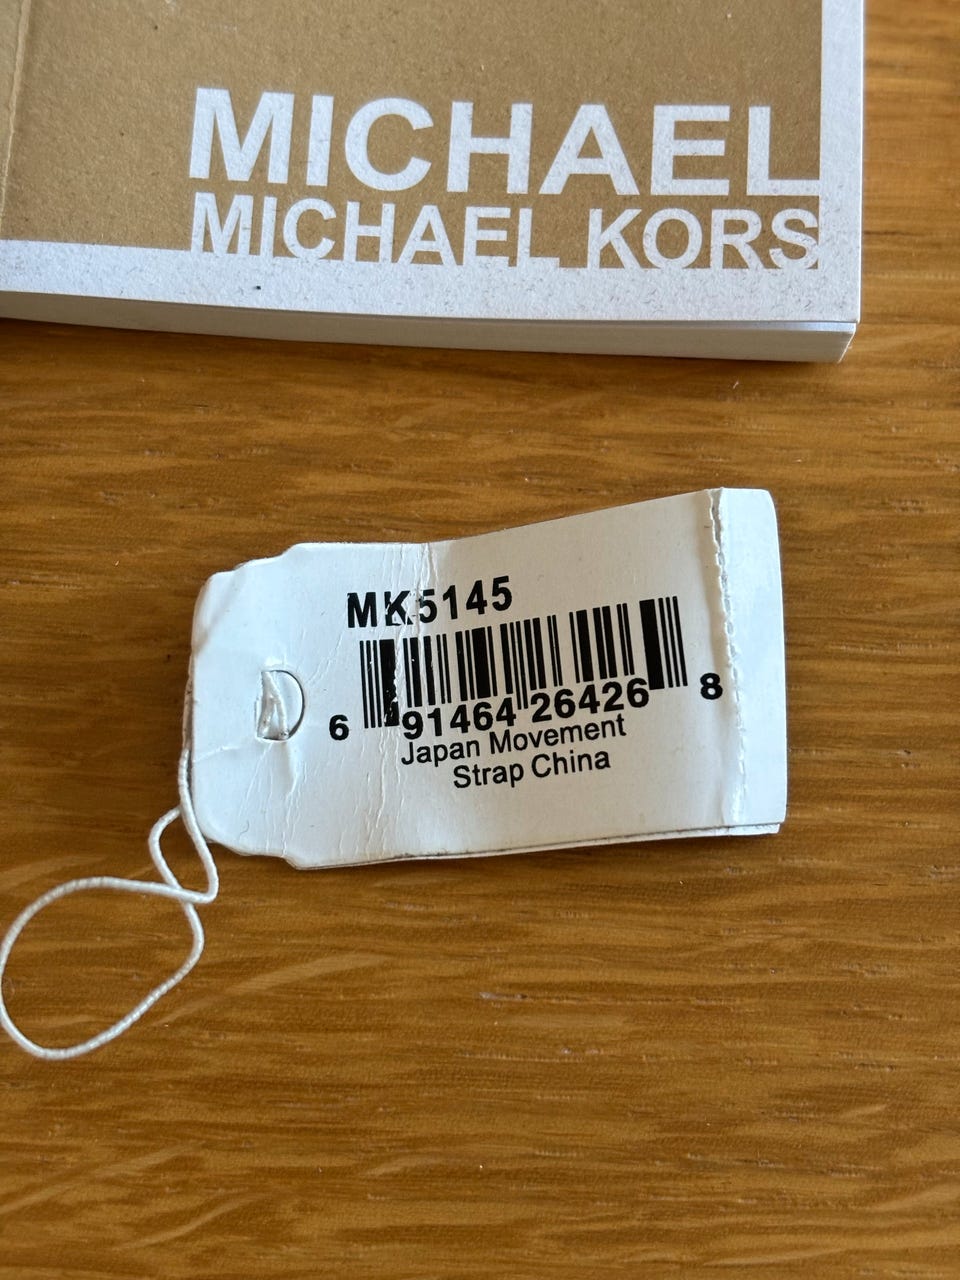 MICHAEL
MICHAEL KORS
MK5145
6 91464 26426 8
Japan Movement
Strap China